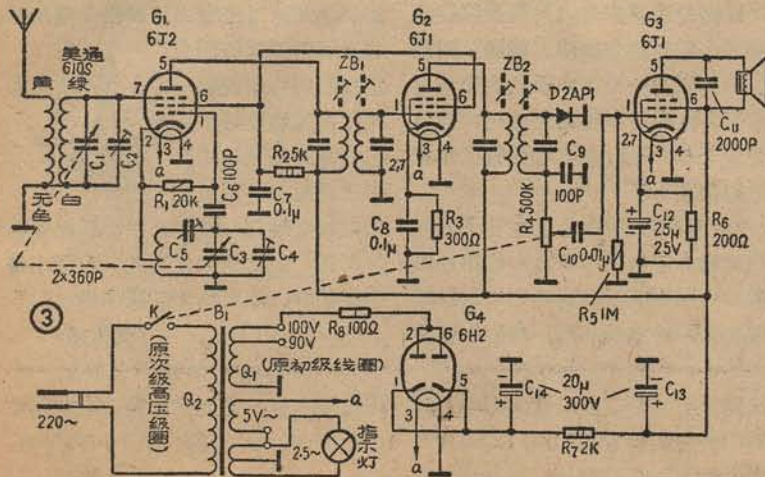 G₁
6J2
G₂
6J1
G₃
6J1
美通
610S
黄
绿
无色
白
5
7
6
1
2
3
4
a
C₁
C₂
R₁ 20K
C₆ 100P
C₅
C₃
C₄
2×360P
R₂ 5K
C₇
0.1μ
ZB₁
5
6
1
2,7
3
4
a
C₈
0.1μ
R₃
300Ω
ZB₂
D2AP1
C₉
100P
R₄ 500K
C₁₀ 0.01μ
R₅ 1M
5
6
1
2,7
3
4
a
C₁₁
2000P
C₁₂
25μ
25V
R₆
200Ω
③
K
B₁
220~
(原次级高压级圈)
Q₂
Q₁
100V
90V
(原初级线圈)
5V~
2.5~
a
指示灯
R₈ 100Ω
G₄
6H2
2
6
1
5
3
4
a
C₁₄
20μ
300V
C₁₃
R₇ 2K